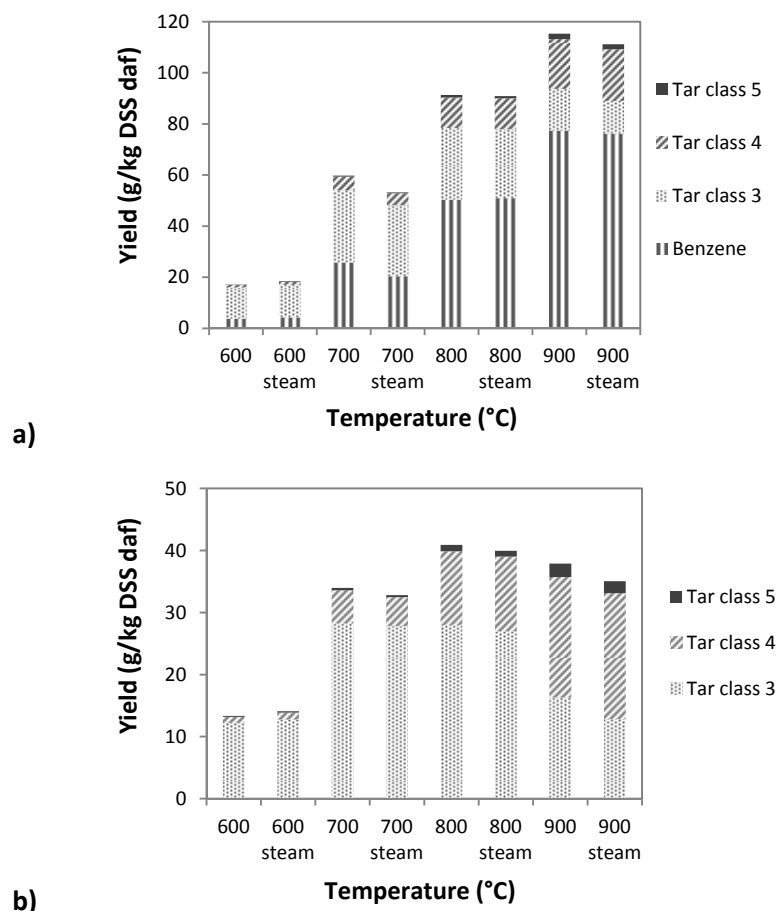 120
100
80
60
40
20
0
Yield (g/kg DSS daf)
600 600 700 700 800 800 900 900
steam steam steam steam
Temperature (°C)
Tar class 5
Tar class 4
Tar class 3
Benzene
a)
50
40
30
20
10
0
Yield (g/kg DSS daf)
600 600 700 700 800 800 900 900
steam steam steam steam
Temperature (°C)
Tar class 5
Tar class 4
Tar class 3
b)